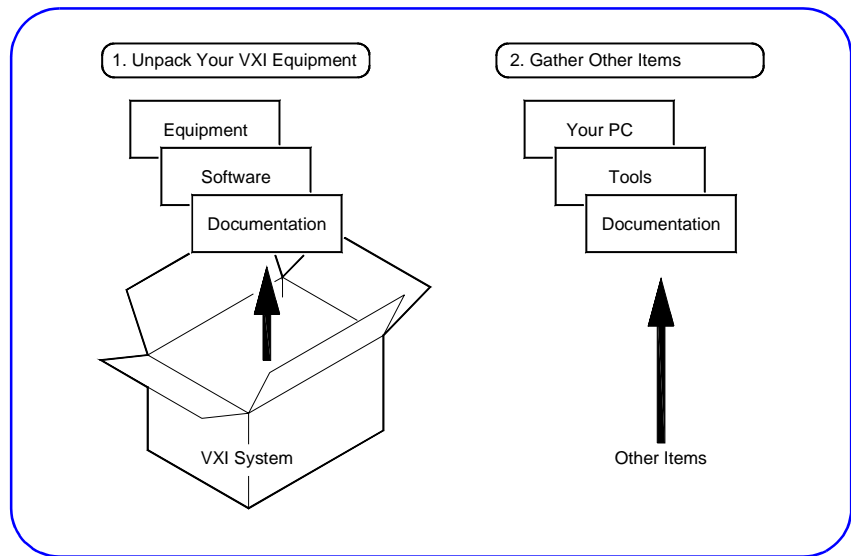 1. Unpack Your VXI Equipment
Equipment
Software
Documentation
VXI System
2. Gather Other Items
Your PC
Tools
Documentation
Other Items